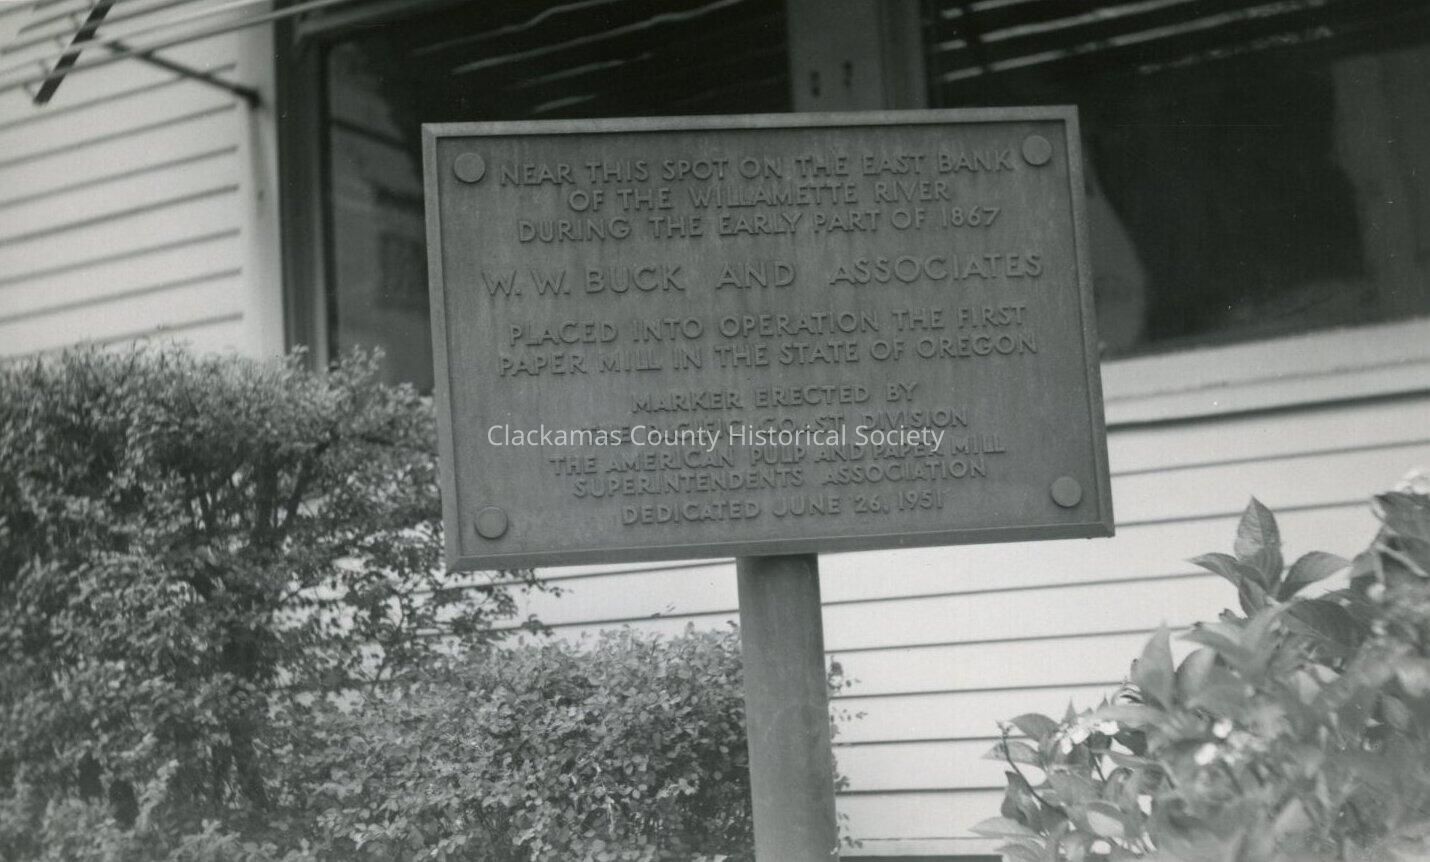 NEAR THIS SPOT ON THE EAST BANK
OF THE WILLAMETTE RIVER
DURING THE EARLY PART OF 1867
W. W. BUCK AND ASSOCIATES
PLACED INTO OPERATION THE FIRST
PAPER MILL IN THE STATE OF OREGON
MARKER ERECTED BY
THE PACIFIC COAST DIVISION
Clackamas County Historical Society
THE AMERICAN PULP AND PAPER MILL
SUPERINTENDENTS ASSOCIATION
DEDICATED JUNE 26, 1951